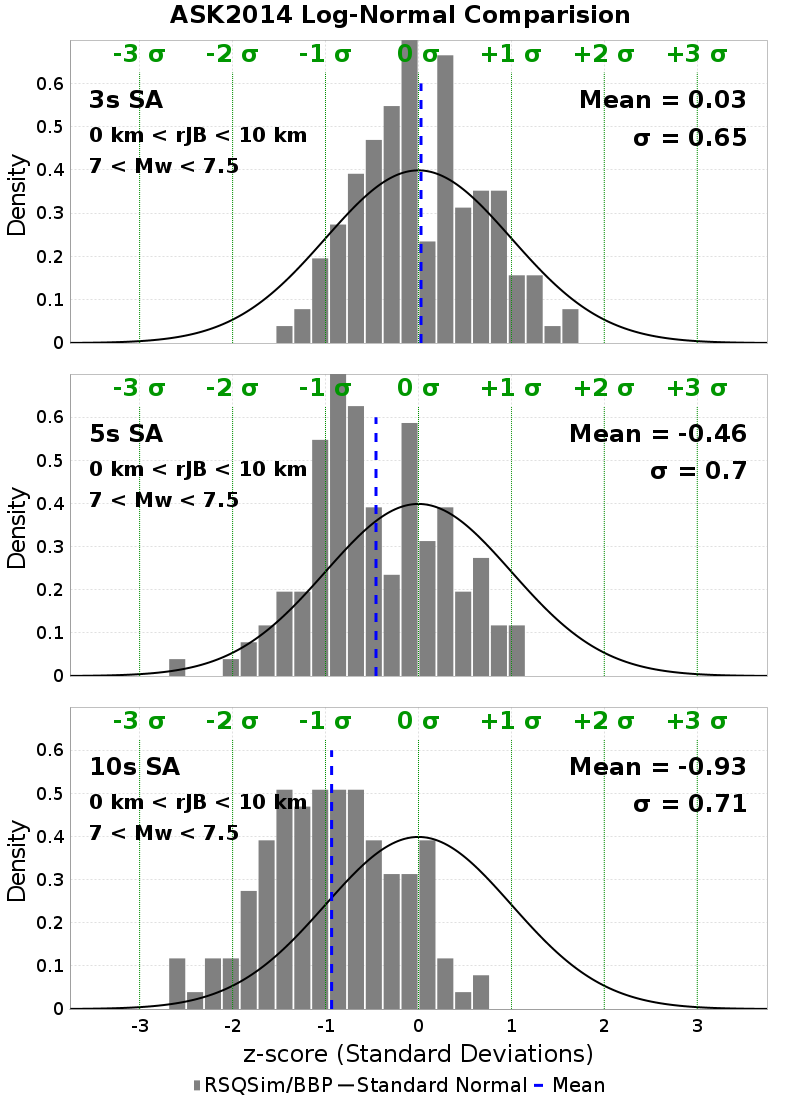 ASK2014 Log-Normal Comparision
-3 σ -2 σ -1 σ 0 σ +1 σ +2 σ +3 σ
3s SA
Mean = 0.03
0 km < rJB < 10 km
σ = 0.65
7 < Mw < 7.5
0.6
0.5
0.4
0.3
0.2
0.1
0
Density
-3 σ -2 σ -1 σ 0 σ +1 σ +2 σ +3 σ
5s SA
Mean = -0.46
0 km < rJB < 10 km
σ = 0.7
7 < Mw < 7.5
0.6
0.5
0.4
0.3
0.2
0.1
0
Density
-3 σ -2 σ -1 σ 0 σ +1 σ +2 σ +3 σ
10s SA
Mean = -0.93
0 km < rJB < 10 km
σ = 0.71
7 < Mw < 7.5
0.6
0.5
0.4
0.3
0.2
0.1
0
Density
-3 -2 -1 0 1 2 3
z-score (Standard Deviations)
RSQSim/BBP Standard Normal Mean